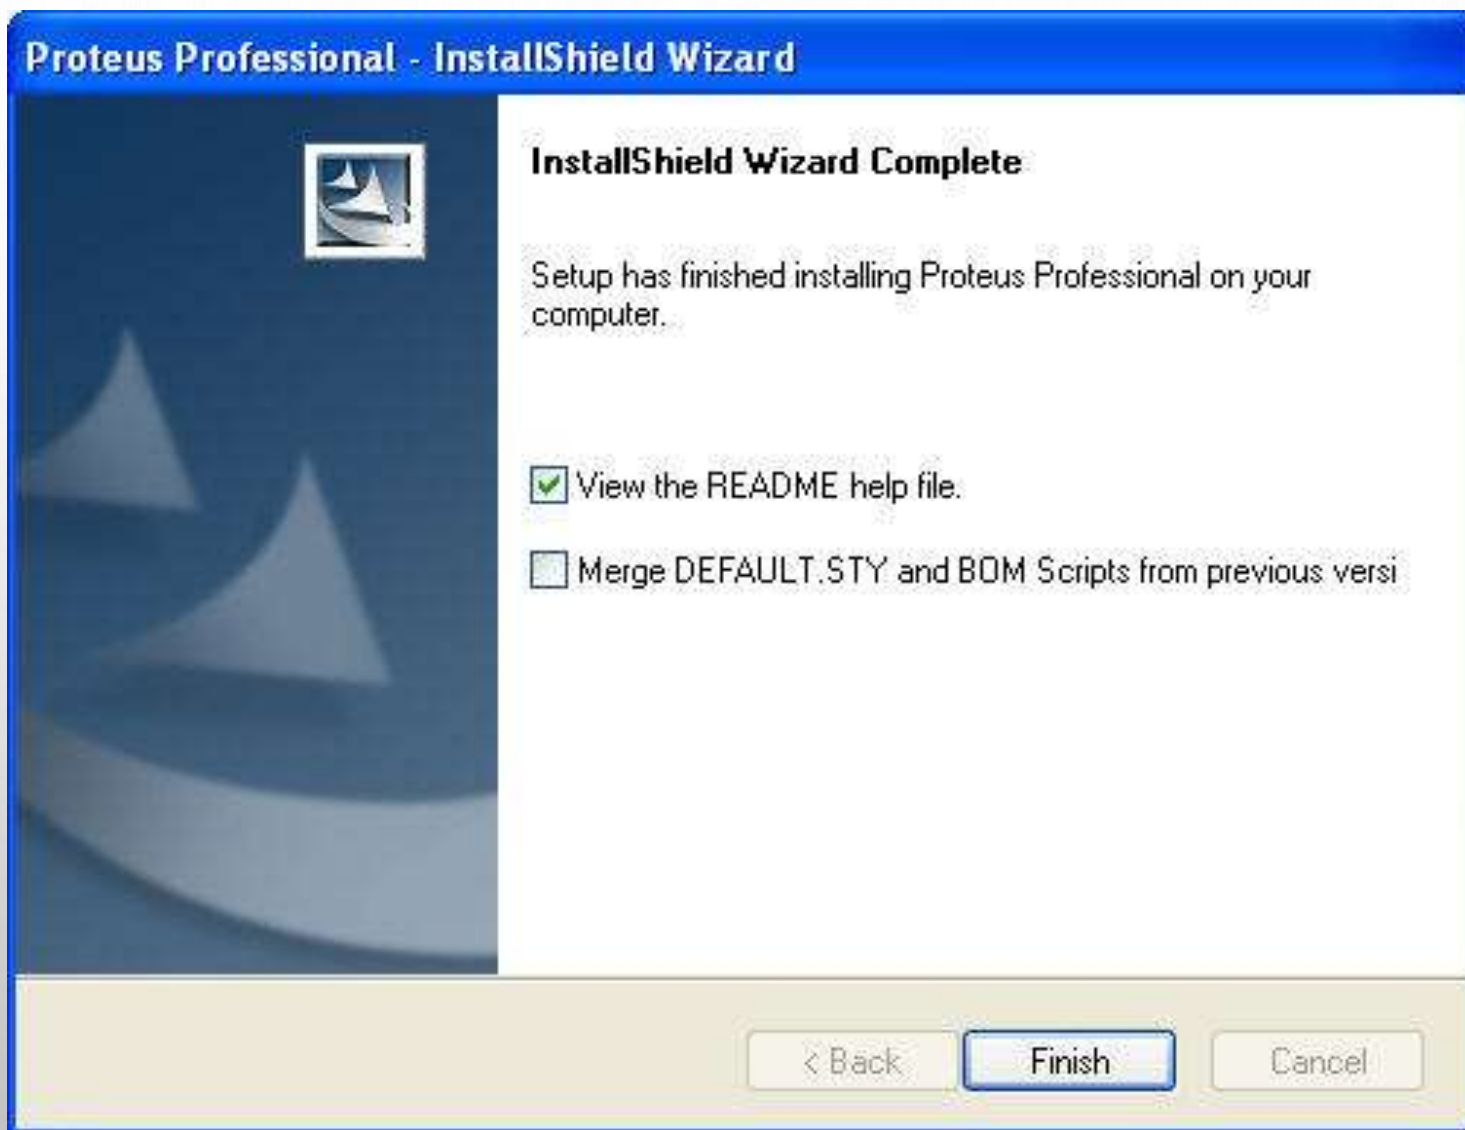 Proteus Professional - InstallShield Wizard
InstallShield Wizard Complete
Setup has finished installing Proteus Professional on your
computer.
View the README help file.
Merge DEFAULT.STY and BOM Scripts from previous versi
< Back
Finish
Cancel